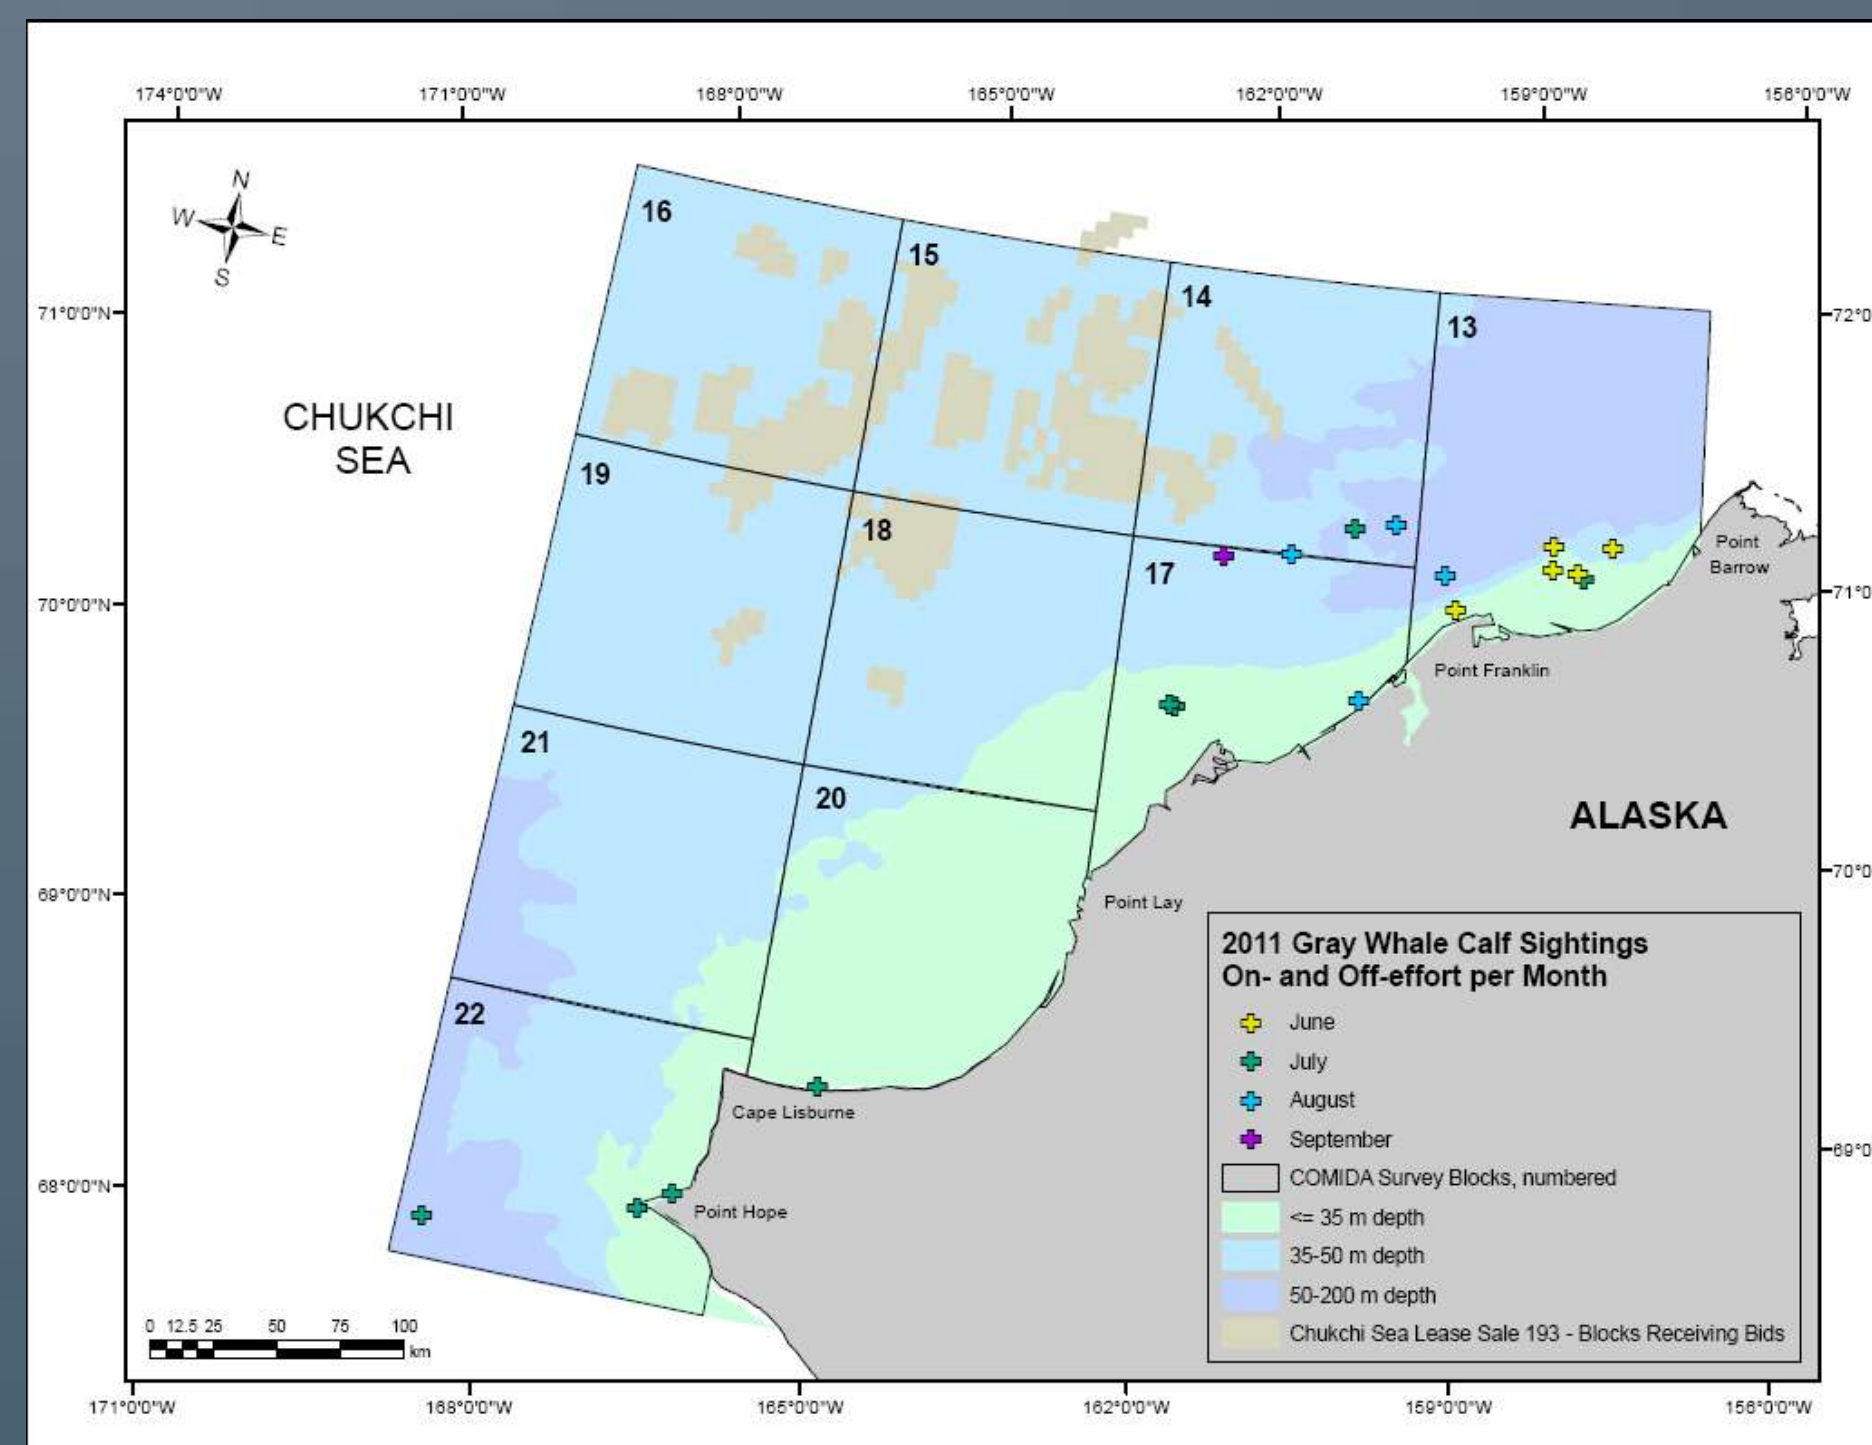 174°0'0"W 171°0'0"W 168°0'0"W 165°0'0"W 162°0'0"W 159°0'0"W 156°0'0"W
N
W E
S
16
15
14
13
71°0'0"N
72°0
CHUKCHI
SEA
19
18
17
Point
Barrow
70°0'0"N
71°0
Point Franklin
21
20
ALASKA
69°0'0"N
70°0
Point Lay
22
2011 Gray Whale Calf Sightings
On- and Off-effort per Month
June
July
August
September
COMIDA Survey Blocks, numbered
<= 35 m depth
35-50 m depth
50-200 m depth
Chukchi Sea Lease Sale 193 - Blocks Receiving Bids
Cape Lisburne
69°0
68°0'0"N
Point Hope
0 12.5 25 50 75 100
km
171°0'0"W 168°0'0"W 165°0'0"W 162°0'0"W 159°0'0"W 156°0'0"W